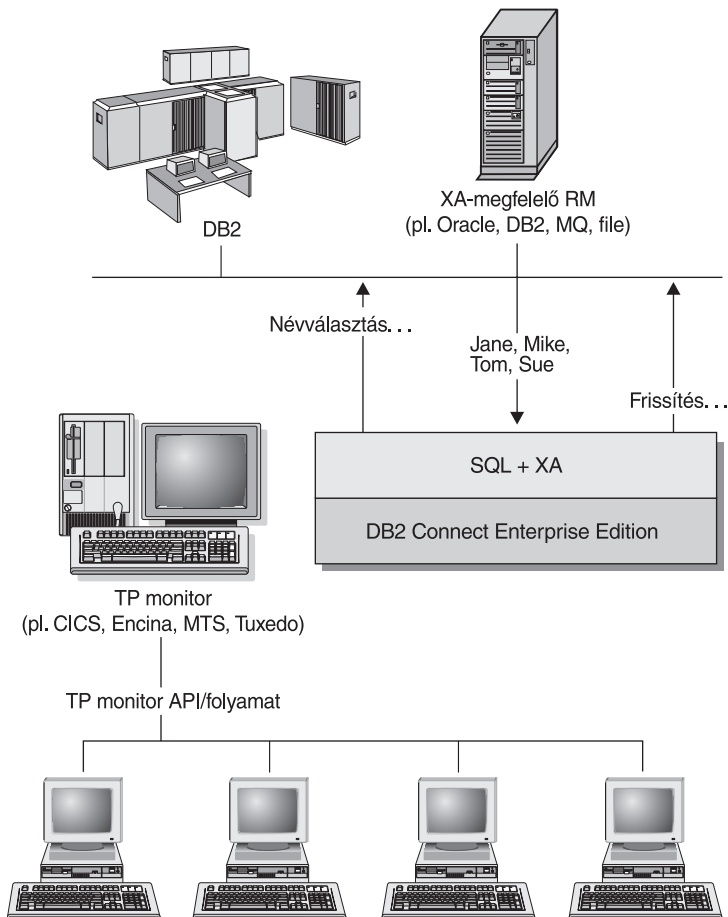 DB2
XA-megfelelő RM
(pl. Oracle, DB2, MQ, file)
Névválasztás...
Jane, Mike,
Tom, Sue
Frissítés...
SQL + XA
DB2 Connect Enterprise Edition
TP monitor
(pl. CICS, Encina, MTS, Tuxedo)
TP monitor API/folyamat